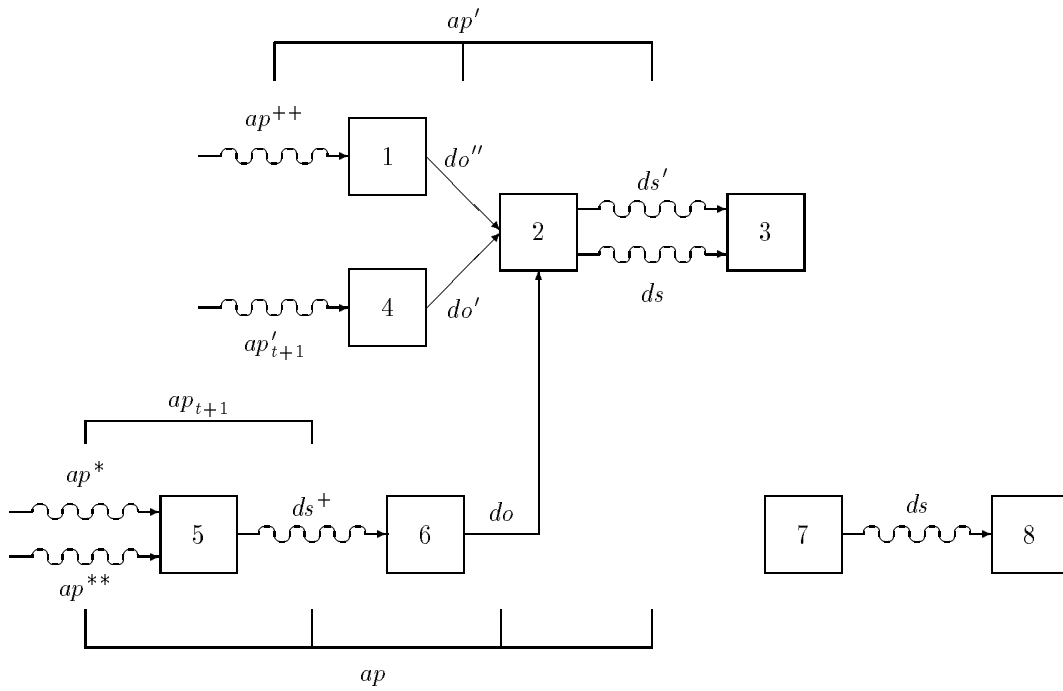 ap′
ap⁺⁺
1
do″
ds′
2
3
ds
4
do′
ap′ₜ₊₁
apₜ₊₁
ap*
5
ds⁺
6
do
7
ds
8
ap**
ap